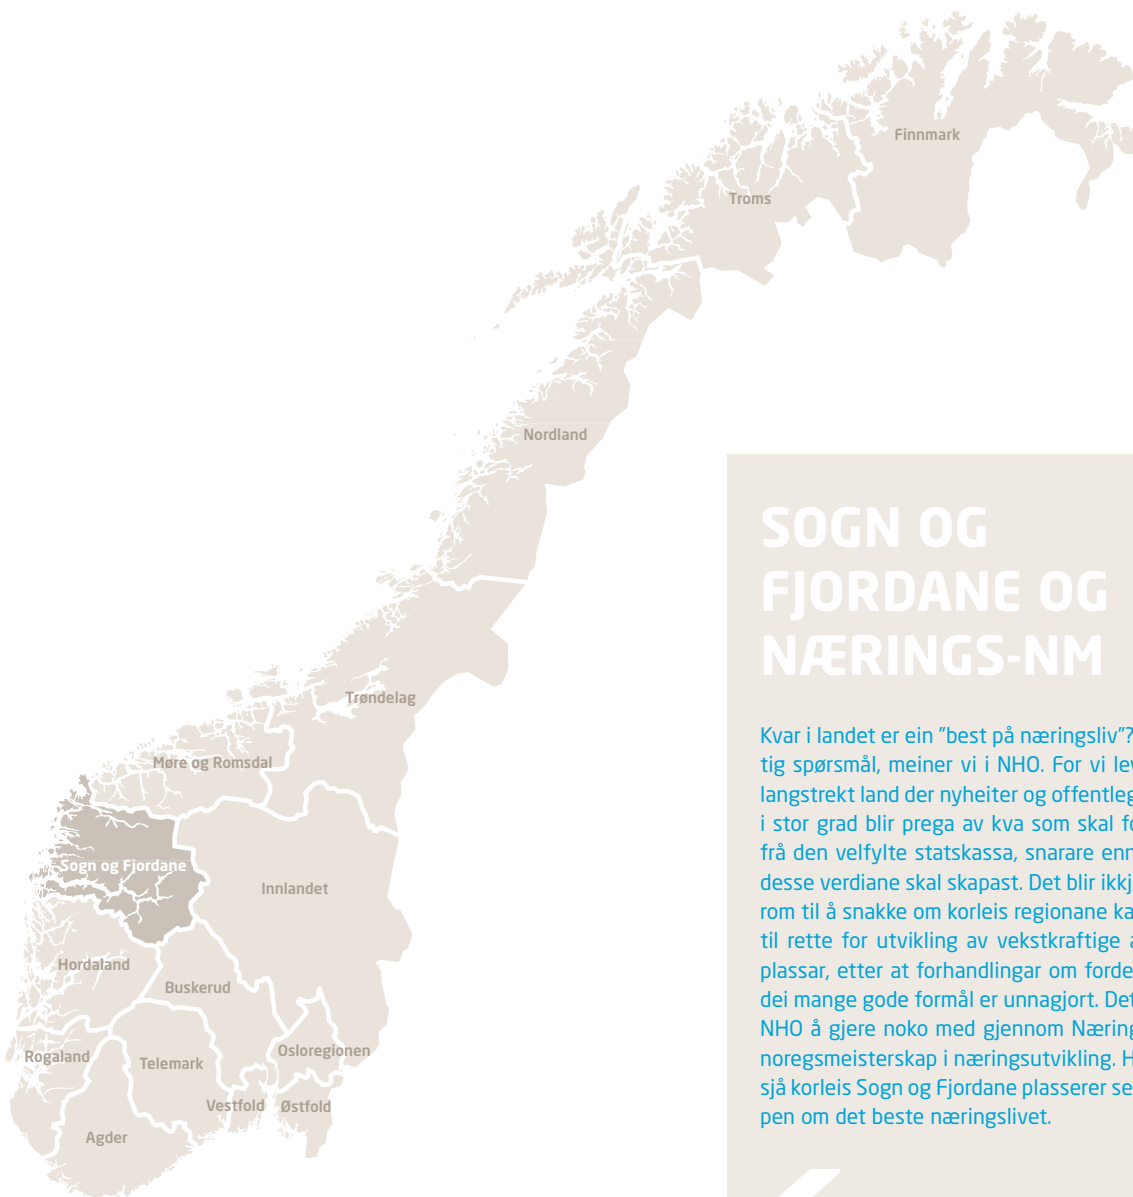 Finnmark
Troms
Nordland
Trøndelag
Møre og Romsdal
Sogn og Fjordane
Innlandet
Hordaland
Buskerud
Rogaland
Telemark
Osloregionen
Vestfold
Østfold
Agder
SOGN OG
FJORDANE OG
NÆRINGS-NM
Kvar i landet er ein "best på næringsliv"?
tig spørsmål, meiner vi i NHO. For vi lev
langstrekt land der nyheiter og offentleg
i stor grad blir prega av kva som skal fo
frå den velfylte statskassa, snarare enn
desse verdiane skal skapast. Det blir ikkj
rom til å snakke om korleis regionane ka
til rette for utvikling av vekstkraftige a
plassar, etter at forhandlingar om forde
dei mange gode formål er unnagjort. Det
NHO å gjere noko med gjennom Næring
noregsmeisterskap i næringsutvikling. H
sjå korleis Sogn og Fjordane plasserer se
pen om det beste næringslivet.